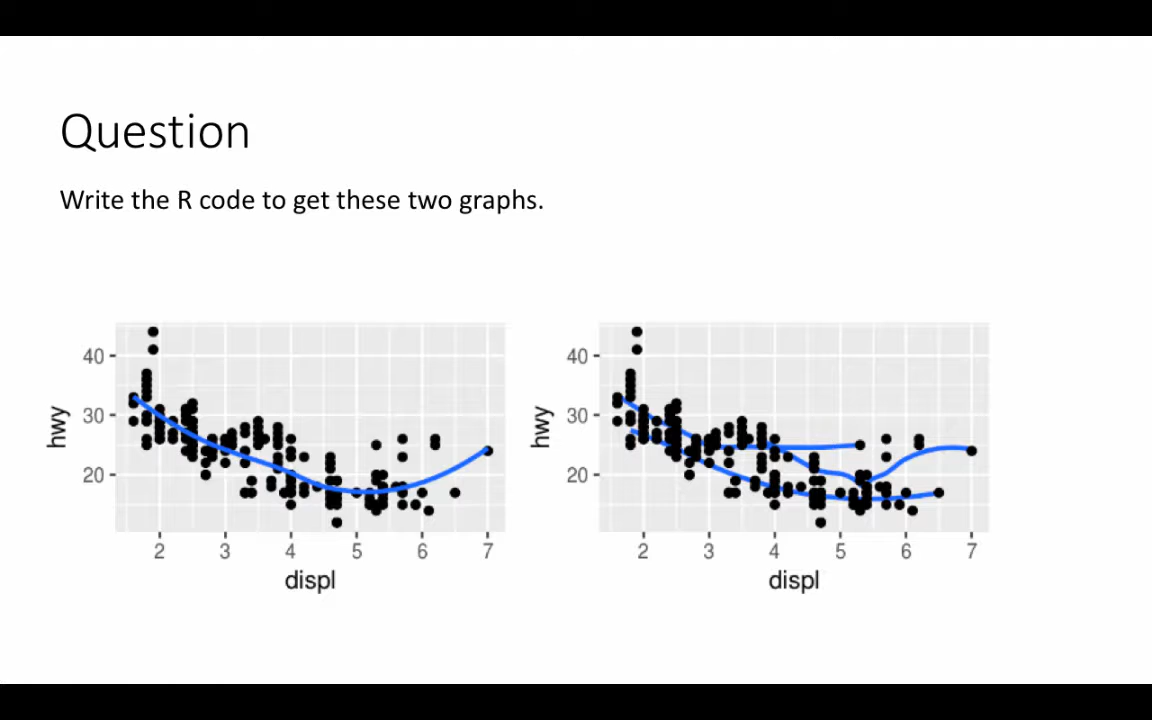 Question
Write the R code to get these two graphs.
40
30
20
hwy
2 3 4 5 6 7
displ
40
30
20
hwy
2 3 4 5 6 7
displ